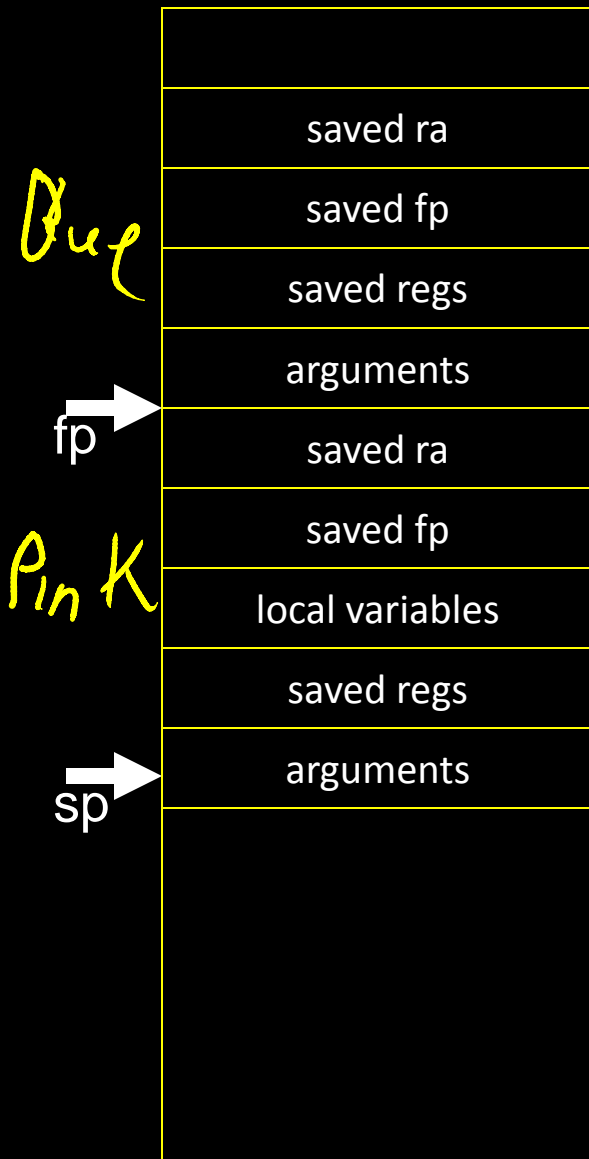 saved ra
saved fp
saved regs
arguments
fp
saved ra
saved fp
Pink
local variables
saved regs
arguments
sp